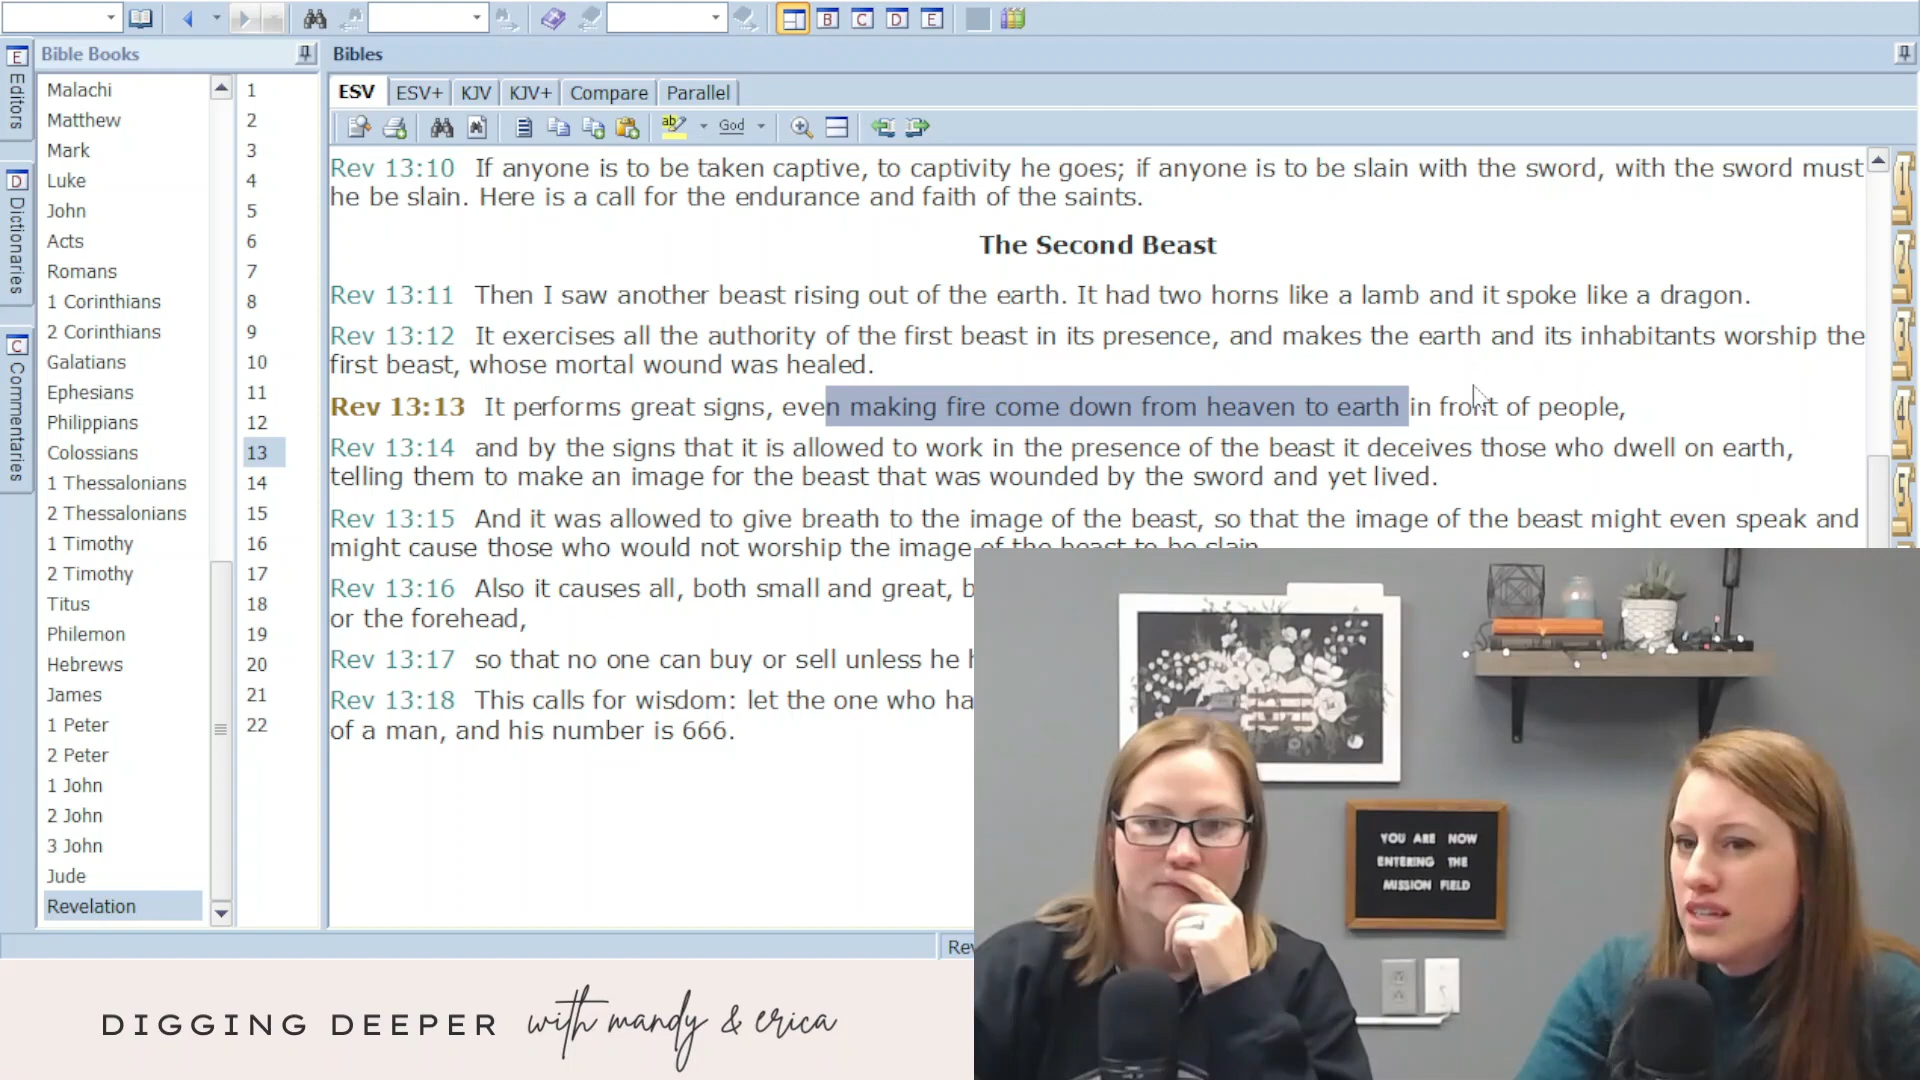 B C D E
Bible Books
Bibles
E Editors
D Dictionaries
C Commentaries
Malachi
Matthew
Mark
Luke
John
Acts
Romans
1 Corinthians
2 Corinthians
Galatians
Ephesians
Philippians
Colossians
1 Thessalonians
2 Thessalonians
1 Timothy
2 Timothy
Titus
Philemon
Hebrews
James
1 Peter
2 Peter
1 John
2 John
3 John
Jude
Revelation
1
2
3
4
5
6
7
8
9
10
11
12
13
14
15
16
17
18
19
20
21
22
ESV ESV+ KJV KJV+ Compare Parallel
ab God
Rev 13:10 If anyone is to be taken captive, to captivity he goes; if anyone is to be slain with the sword, with the sword must
he be slain. Here is a call for the endurance and faith of the saints.
The Second Beast
Rev 13:11 Then I saw another beast rising out of the earth. It had two horns like a lamb and it spoke like a dragon.
Rev 13:12 It exercises all the authority of the first beast in its presence, and makes the earth and its inhabitants worship the
first beast, whose mortal wound was healed.
Rev 13:13 It performs great signs, even making fire come down from heaven to earth in front of people,
Rev 13:14 and by the signs that it is allowed to work in the presence of the beast it deceives those who dwell on earth,
telling them to make an image for the beast that was wounded by the sword and yet lived.
Rev 13:15 And it was allowed to give breath to the image of the beast, so that the image of the beast might even speak and
might cause those who would not worship the image of the beast to be slain.
Rev 13:16 Also it causes all, both small and great, b
or the forehead,
Rev 13:17 so that no one can buy or sell unless he h
Rev 13:18 This calls for wisdom: let the one who ha
of a man, and his number is 666.
1
2
3
4
5
Rev
YOU ARE NOW
ENTERING THE
MISSION FIELD
DIGGING DEEPER with mandy & erica